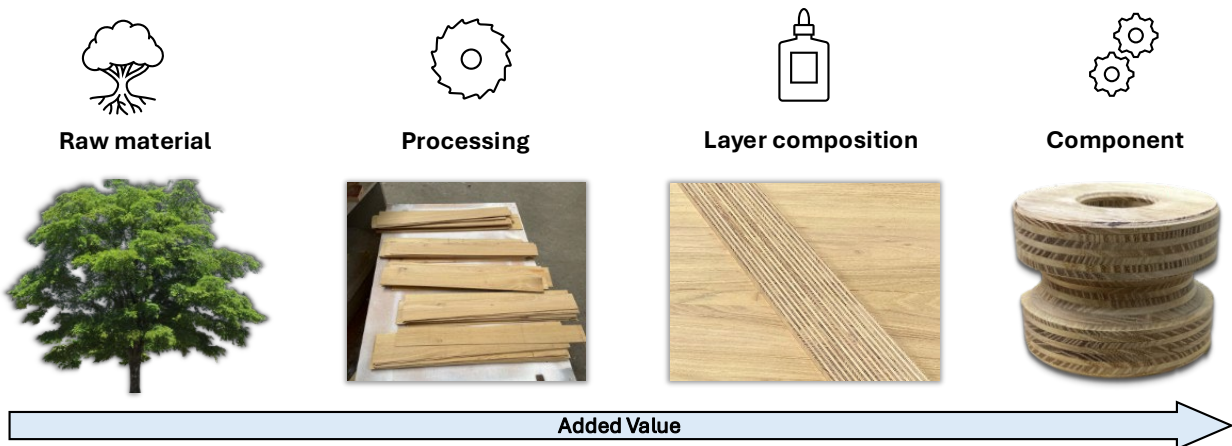 Raw material
Processing
Layer composition
Component
Added Value